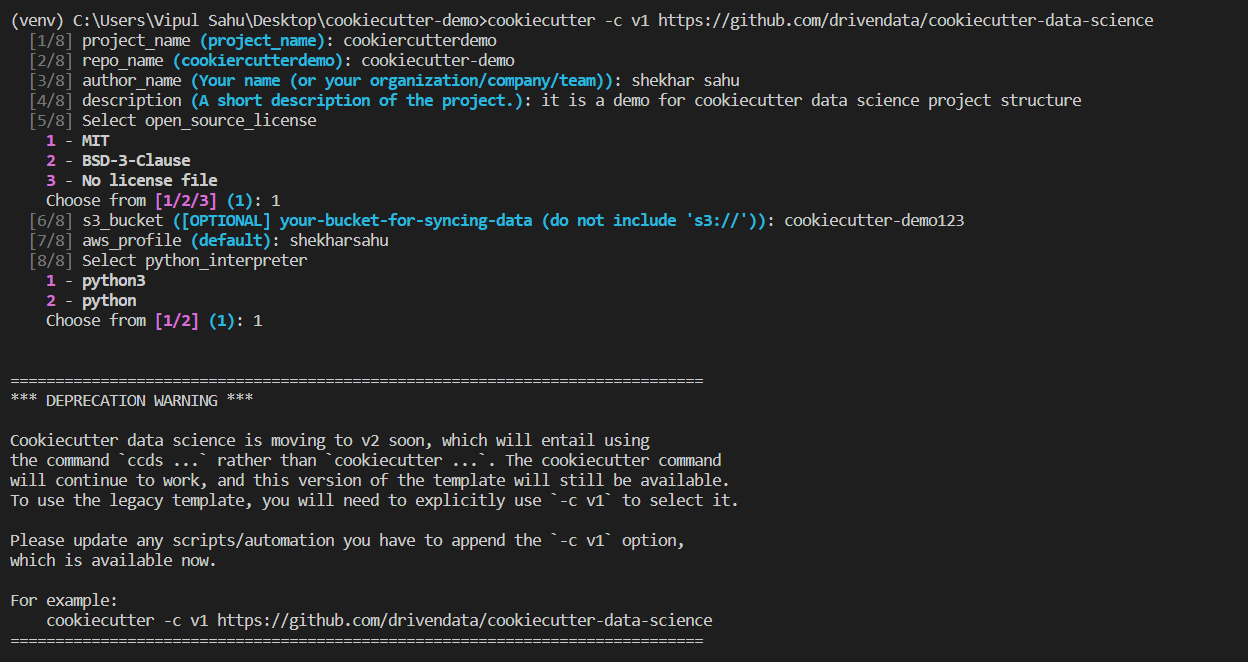 (venv) C:\Users\Vipul Sahu\Desktop\cookiecutter-demo>cookiecutter -c v1 https://github.com/drivendata/cookiecutter-data-science
[1/8] project_name (project_name): cookiercutterdemo
[2/8] repo_name (cookiercutterdemo): cookiecutter-demo
[3/8] author_name (Your name (or your organization/company/team)): shekhar sahu
[4/8] description (A short description of the project.): it is a demo for cookiecutter data science project structure
[5/8] Select open_source_license
1 - MIT
2 - BSD-3-Clause
3 - No license file
Choose from [1/2/3] (1): 1
[6/8] s3_bucket ([OPTIONAL] your-bucket-for-syncing-data (do not include 's3://')): cookiecutter-demo123
[7/8] aws_profile (default): shekharsahu
[8/8] Select python_interpreter
1 - python3
2 - python
Choose from [1/2] (1): 1
=============================================================================
*** DEPRECATION WARNING ***
Cookiecutter data science is moving to v2 soon, which will entail using
the command `ccds ...` rather than `cookiecutter ...`. The cookiecutter command
will continue to work, and this version of the template will still be available.
To use the legacy template, you will need to explicitly use `-c v1` to select it.
Please update any scripts/automation you have to append the `-c v1` option,
which is available now.
For example:
cookiecutter -c v1 https://github.com/drivendata/cookiecutter-data-science
=============================================================================